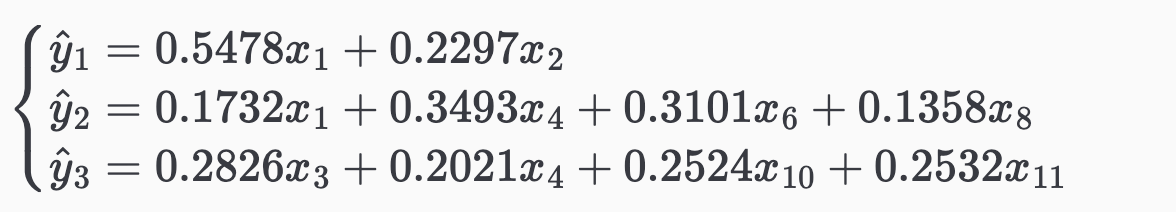 ŷ₁ = 0.5478x₁ + 0.2297x₂
ŷ₂ = 0.1732x₁ + 0.3493x₄ + 0.3101x₆ + 0.1358x₈
ŷ₃ = 0.2826x₃ + 0.2021x₄ + 0.2524x₁₀ + 0.2532x₁₁